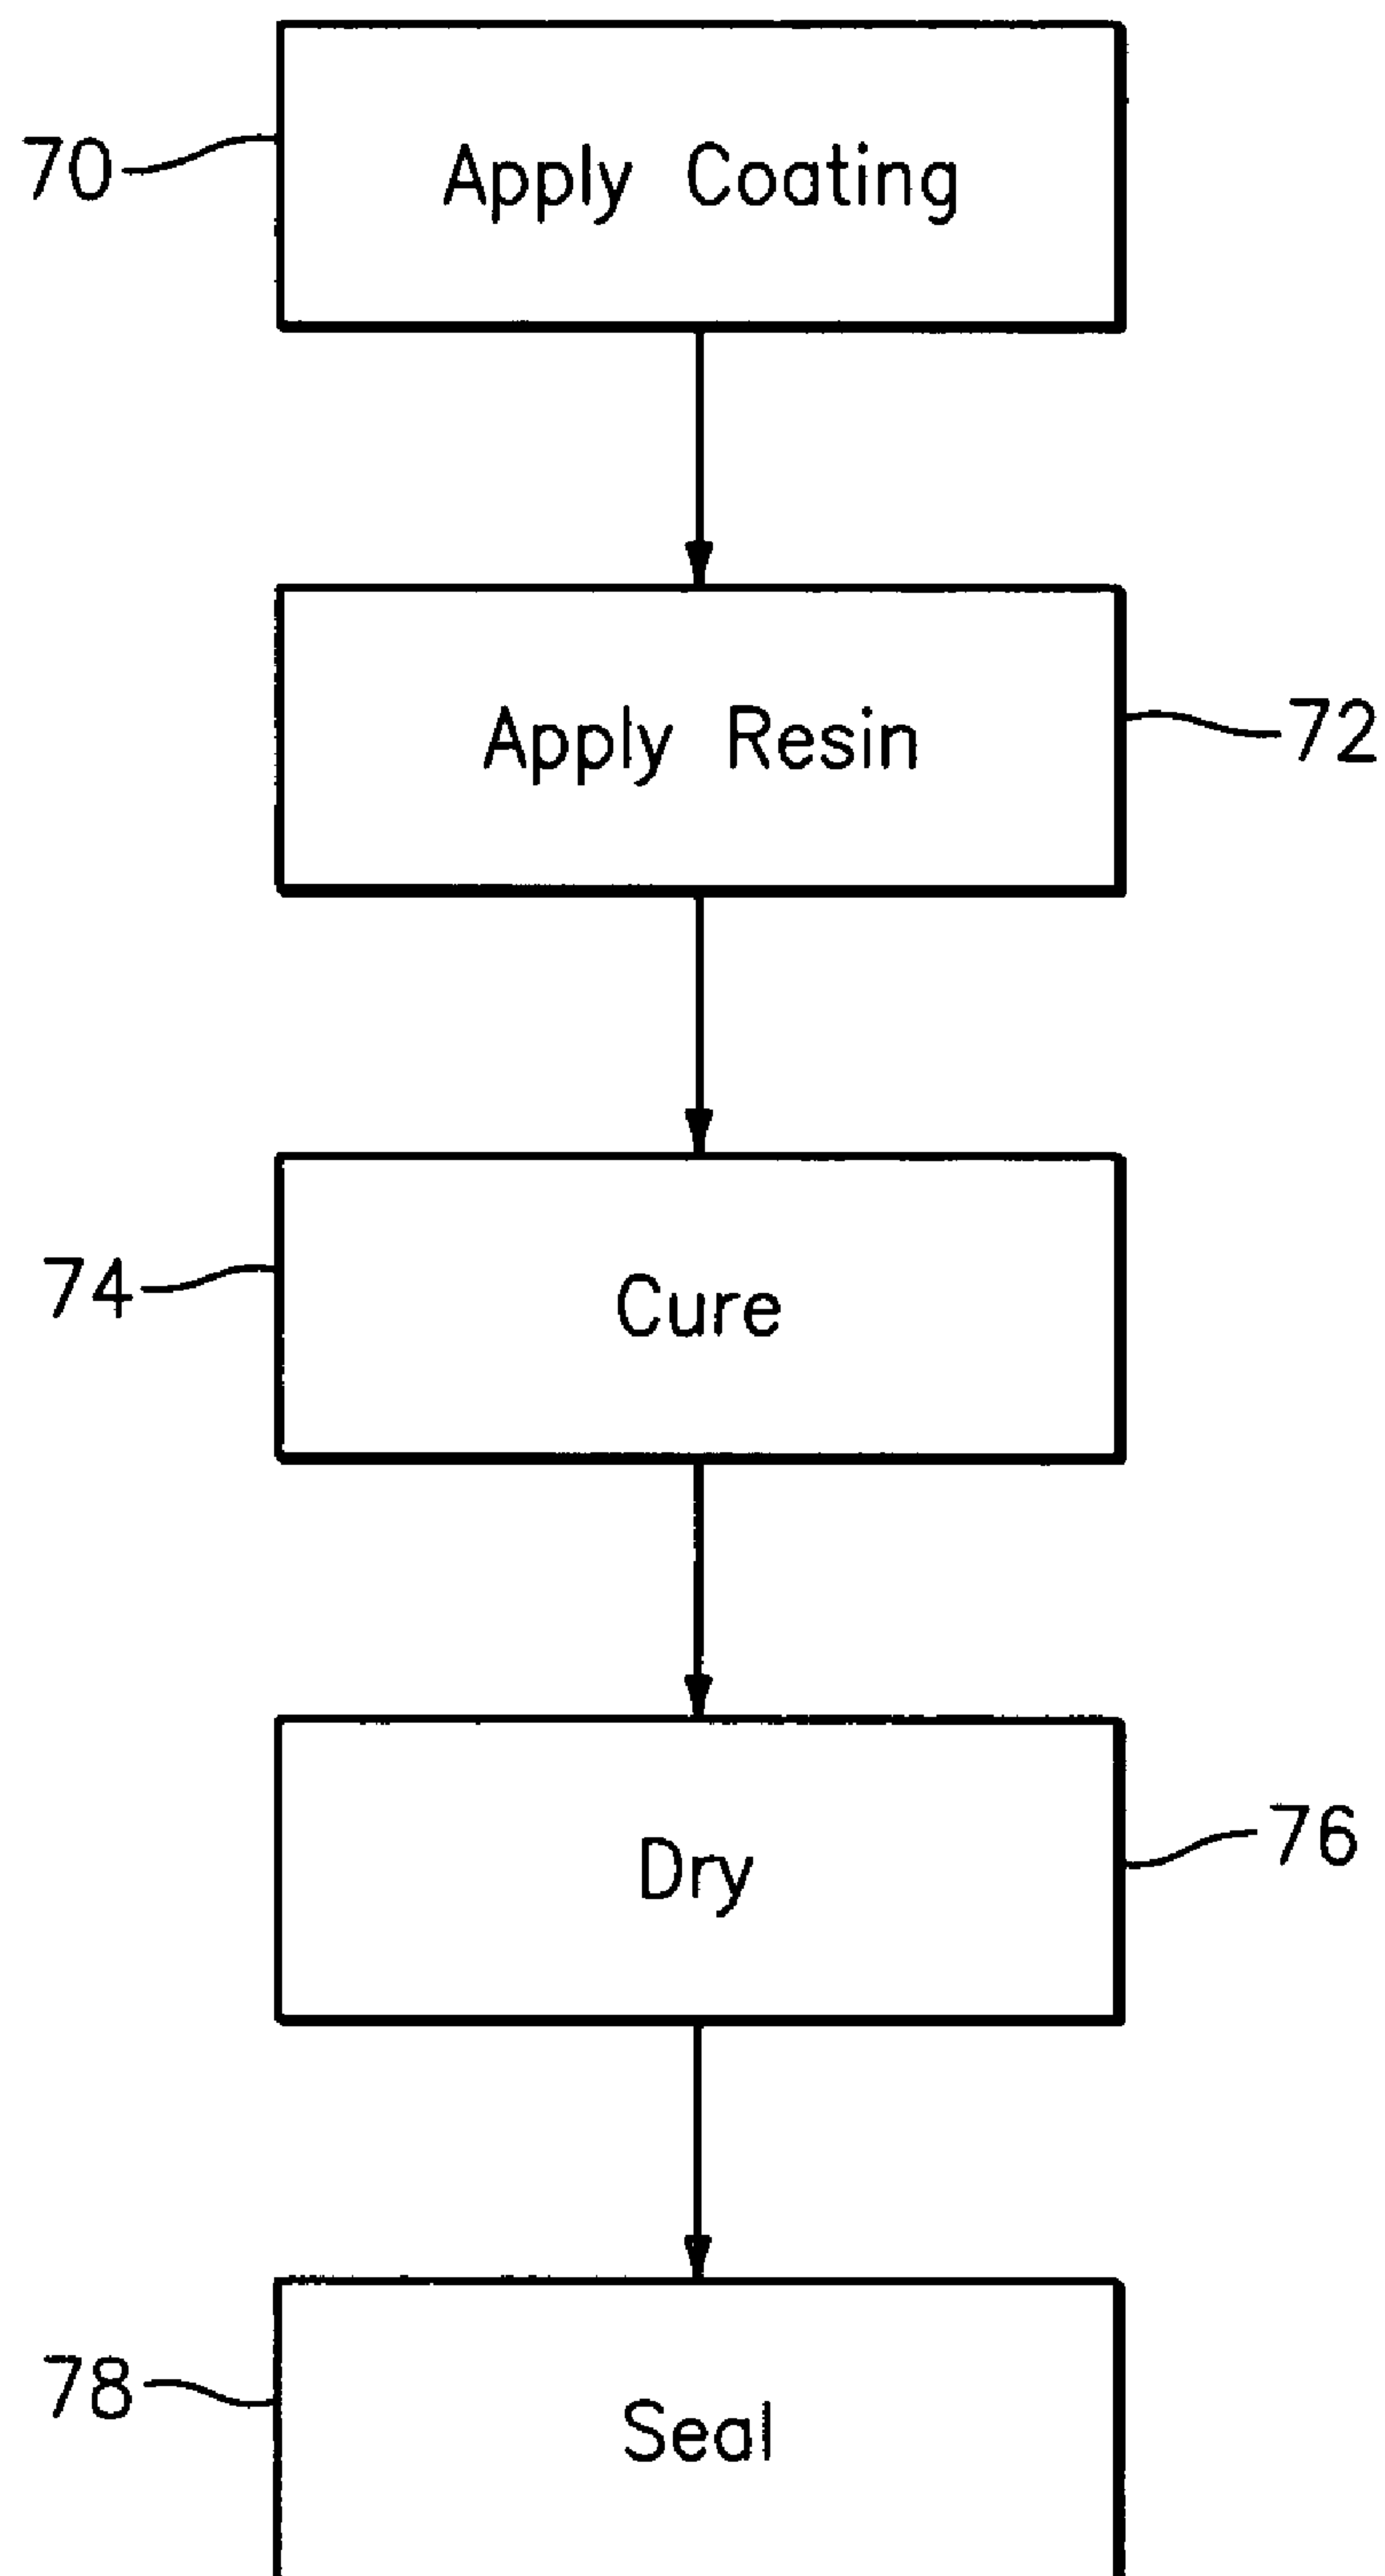 70
Apply Coating
Apply Resin
72
74
Cure
Dry
76
78
Seal